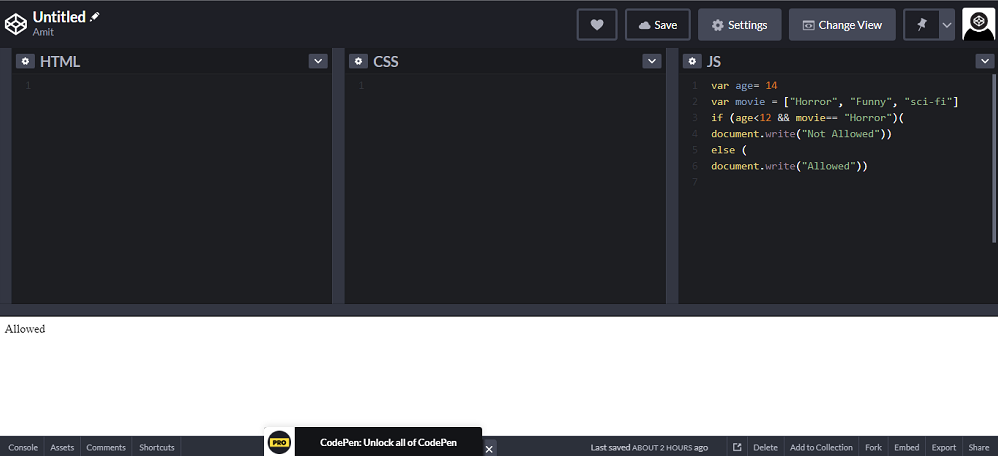 Untitled
Amit
Save
Settings
Change View
HTML
CSS
JS
1
1
1 var age= 14
2 var movie = ["Horror", "Funny", "sci-fi"]
3 if (age<12 && movie== "Horror")(
4 document.write("Not Allowed"))
5 else (
6 document.write("Allowed"))
7
Allowed
PRO CodePen: Unlock all of CodePen ×
Console Assets Comments Shortcuts Last saved ABOUT 2 HOURS ago Delete Add to Collection Fork Embed Export Share